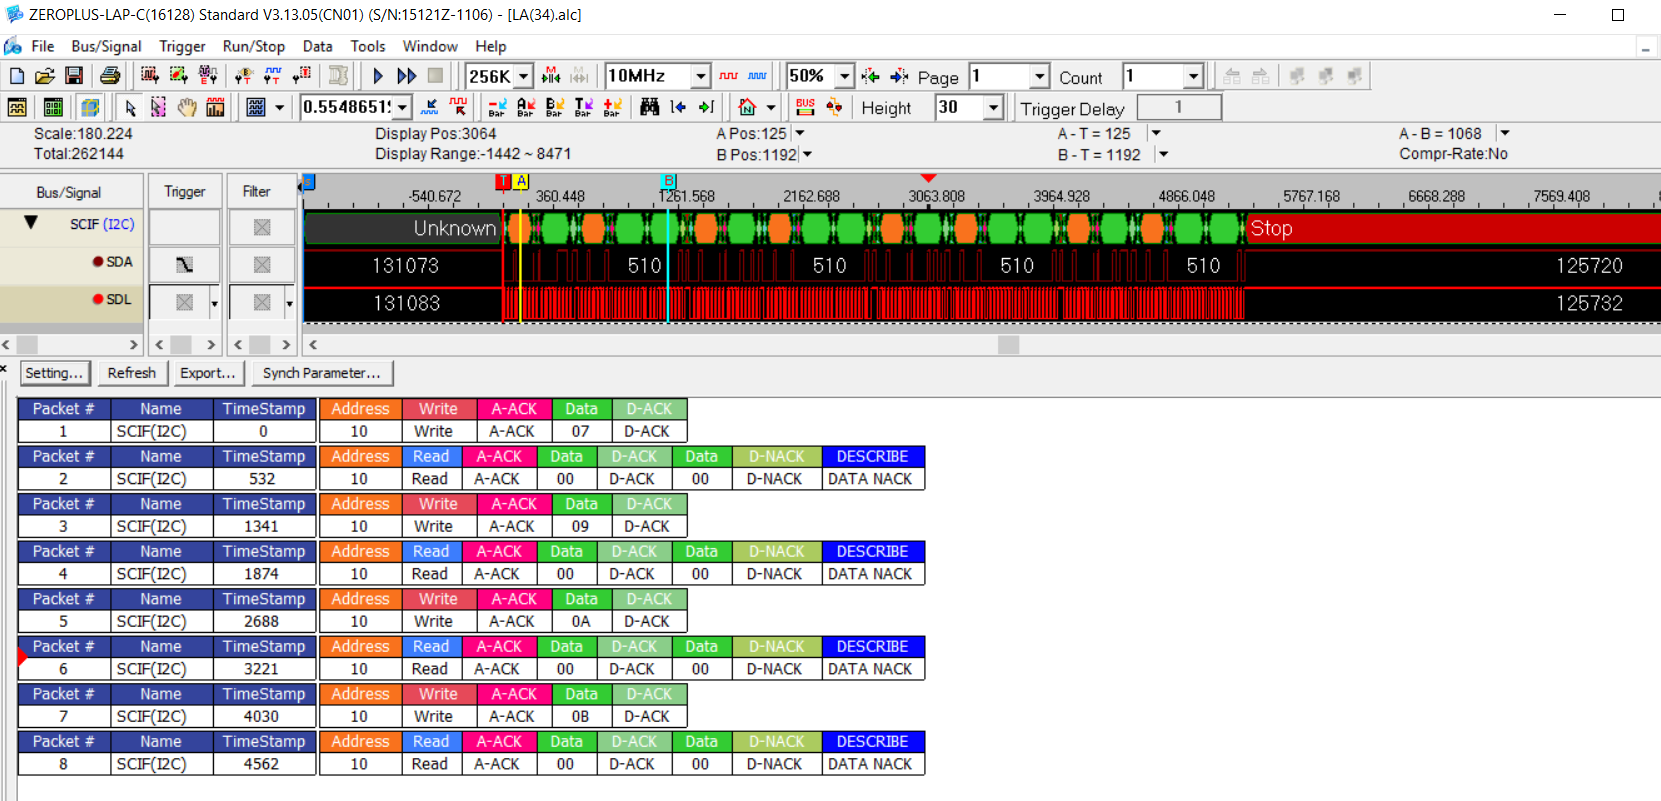 ZEROPLUS-LAP-C(16128) Standard V3.13.05(CN01) (S/N:15121Z-1106) - [LA(34).alc]
File Bus/Signal Trigger Run/Stop Data Tools Window Help
256K 10MHz 50% Page 1 Count 1
Bar Bar Bar Bar Bar BUS Height 30 Trigger Delay 1
Scale:180.224 Display Pos:3064 A Pos:125 A - T = 125 A - B = 1068
Total:262144 Display Range:-1442 ~ 8471 B Pos:1192 B - T = 1192 Compr-Rate:No
Bus/Signal Trigger Filter T A B
-540.672 360.448 1261.568 2162.688 3063.808 3964.928 4866.048 5767.168 6668.288 7569.408
SCIF (I2C) Unknown Stop
SDA 131073 510 510 510 510 125720
SDL 131083 125732
Setting... Refresh Export... Synch Parameter...
Packet # Name TimeStamp Address Write A-ACK Data D-ACK
1 SCIF(I2C) 0 10 Write A-ACK 07 D-ACK
Packet # Name TimeStamp Address Read A-ACK Data D-ACK Data D-NACK DESCRIBE
2 SCIF(I2C) 532 10 Read A-ACK 00 D-ACK 00 D-NACK DATA NACK
Packet # Name TimeStamp Address Write A-ACK Data D-ACK
3 SCIF(I2C) 1341 10 Write A-ACK 09 D-ACK
Packet # Name TimeStamp Address Read A-ACK Data D-ACK Data D-NACK DESCRIBE
4 SCIF(I2C) 1874 10 Read A-ACK 00 D-ACK 00 D-NACK DATA NACK
Packet # Name TimeStamp Address Write A-ACK Data D-ACK
5 SCIF(I2C) 2688 10 Write A-ACK 0A D-ACK
Packet # Name TimeStamp Address Read A-ACK Data D-ACK Data D-NACK DESCRIBE
6 SCIF(I2C) 3221 10 Read A-ACK 00 D-ACK 00 D-NACK DATA NACK
Packet # Name TimeStamp Address Write A-ACK Data D-ACK
7 SCIF(I2C) 4030 10 Write A-ACK 0B D-ACK
Packet # Name TimeStamp Address Read A-ACK Data D-ACK Data D-NACK DESCRIBE
8 SCIF(I2C) 4562 10 Read A-ACK 00 D-ACK 00 D-NACK DATA NACK